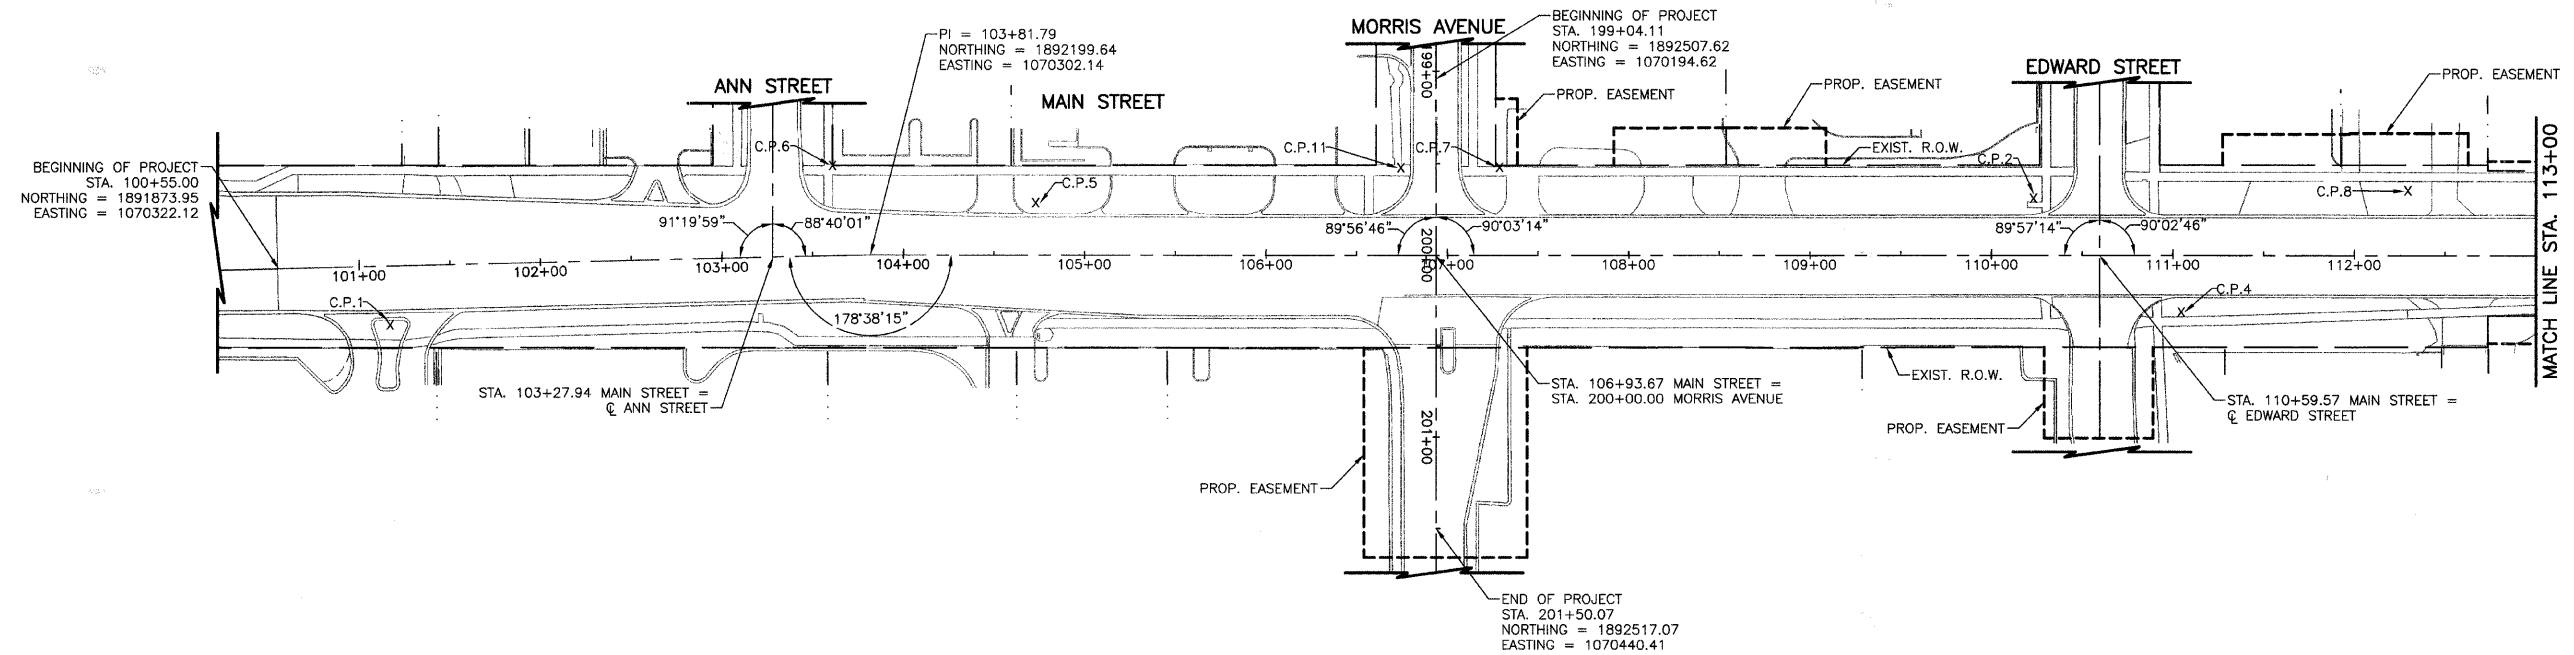 BEGINNING OF PROJECT
STA. 100+55.00
NORTHING = 1891873.95
EASTING = 1070322.12
ANN STREET
PI = 103+81.79
NORTHING = 1892199.64
EASTING = 1070302.14
MAIN STREET
MORRIS AVENUE
BEGINNING OF PROJECT
STA. 199+04.11
NORTHING = 1892507.62
EASTING = 1070194.62
PROP. EASEMENT
PROP. EASEMENT
EDWARD STREET
PROP. EASEMENT
C.P.6
C.P.5
C.P.11
C.P.7
EXIST. R.O.W.
C.P.2
C.P.8
199+00
91°19'59"
88°40'01"
89°56'46"
90°03'14"
89°57'14"
90°02'46"
200+00
101+00
102+00
103+00
104+00
105+00
106+00
107+00
108+00
109+00
110+00
111+00
112+00
MATCH LINE STA. 113+00
C.P.1
178°38'15"
C.P.4
STA. 103+27.94 MAIN STREET =
℄ ANN STREET
STA. 106+93.67 MAIN STREET =
STA. 200+00.00 MORRIS AVENUE
EXIST. R.O.W.
STA. 110+59.57 MAIN STREET =
℄ EDWARD STREET
PROP. EASEMENT
201+00
PROP. EASEMENT
END OF PROJECT
STA. 201+50.07
NORTHING = 1892517.07
EASTING = 1070440.41